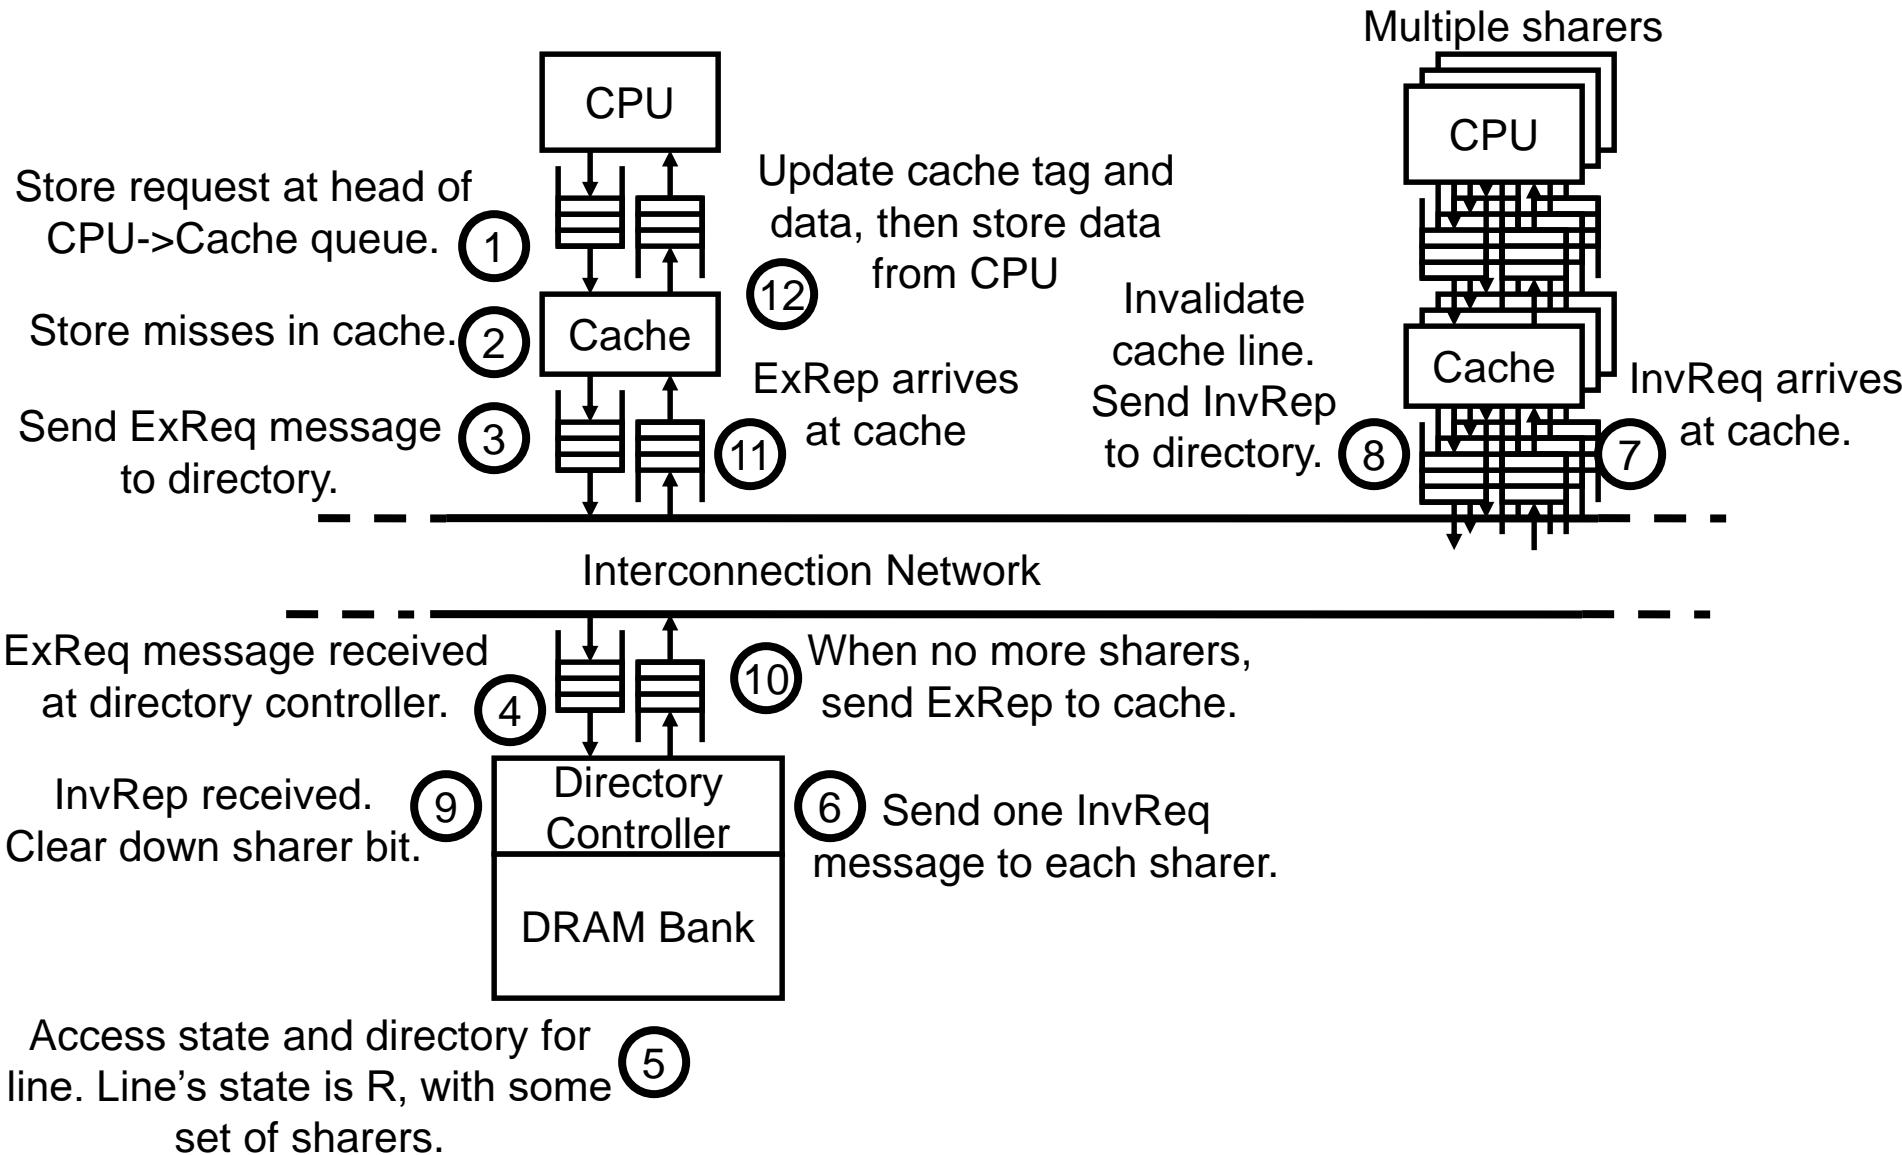 Multiple sharers
CPU
CPU
Store request at head of
CPU->Cache queue.
1
Update cache tag and
data, then store data
from CPU
12
Store misses in cache.
2
Cache
Invalidate
cache line.
Send InvRep
to directory.
8
Cache
InvReq arrives
at cache.
7
Send ExReq message
to directory.
3
ExRep arrives
at cache
11
Interconnection Network
ExReq message received
at directory controller.
4
10
When no more sharers,
send ExRep to cache.
InvRep received.
Clear down sharer bit.
9
Directory
Controller
6
Send one InvReq
message to each sharer.
DRAM Bank
Access state and directory for
line. Line’s state is R, with some
set of sharers.
5